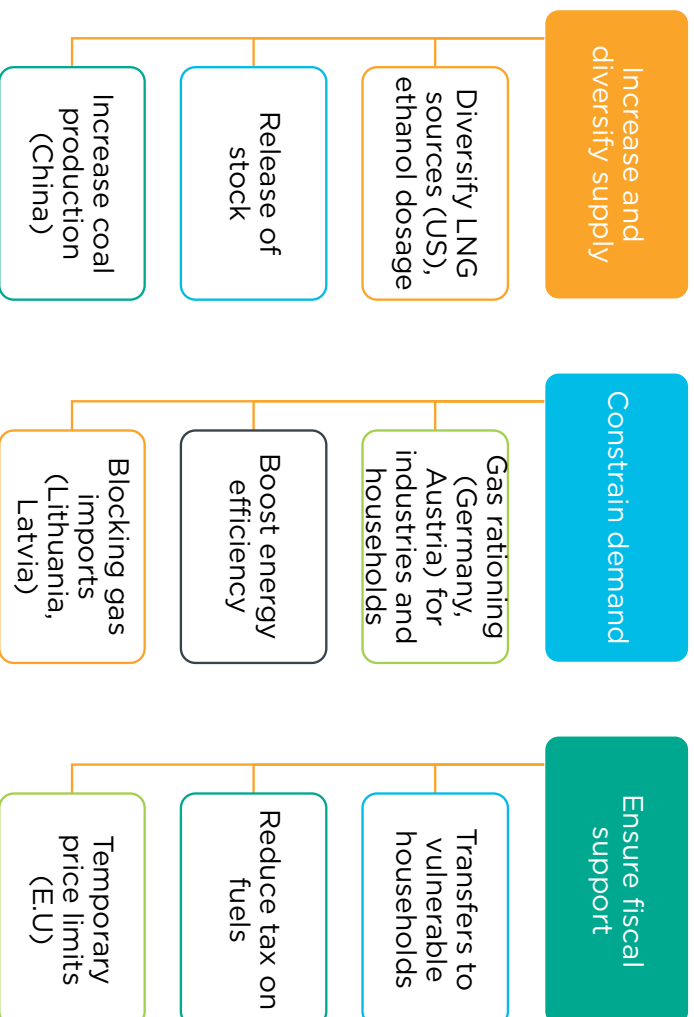 Increase and
diversify supply
Diversify LNG
sources (US),
ethanol dosage
Release of
stock
Increase coal
production
(China)
Constrain demand
Gas rationing
(Germany,
Austria) for
industries and
households
Boost energy
efficiency
Blocking gas
imports
(Lithuania,
Latvia)
Ensure fiscal
support
Transfers to
vulnerable
households
Reduce tax on
fuels
Temporary
price limits
(E.U)